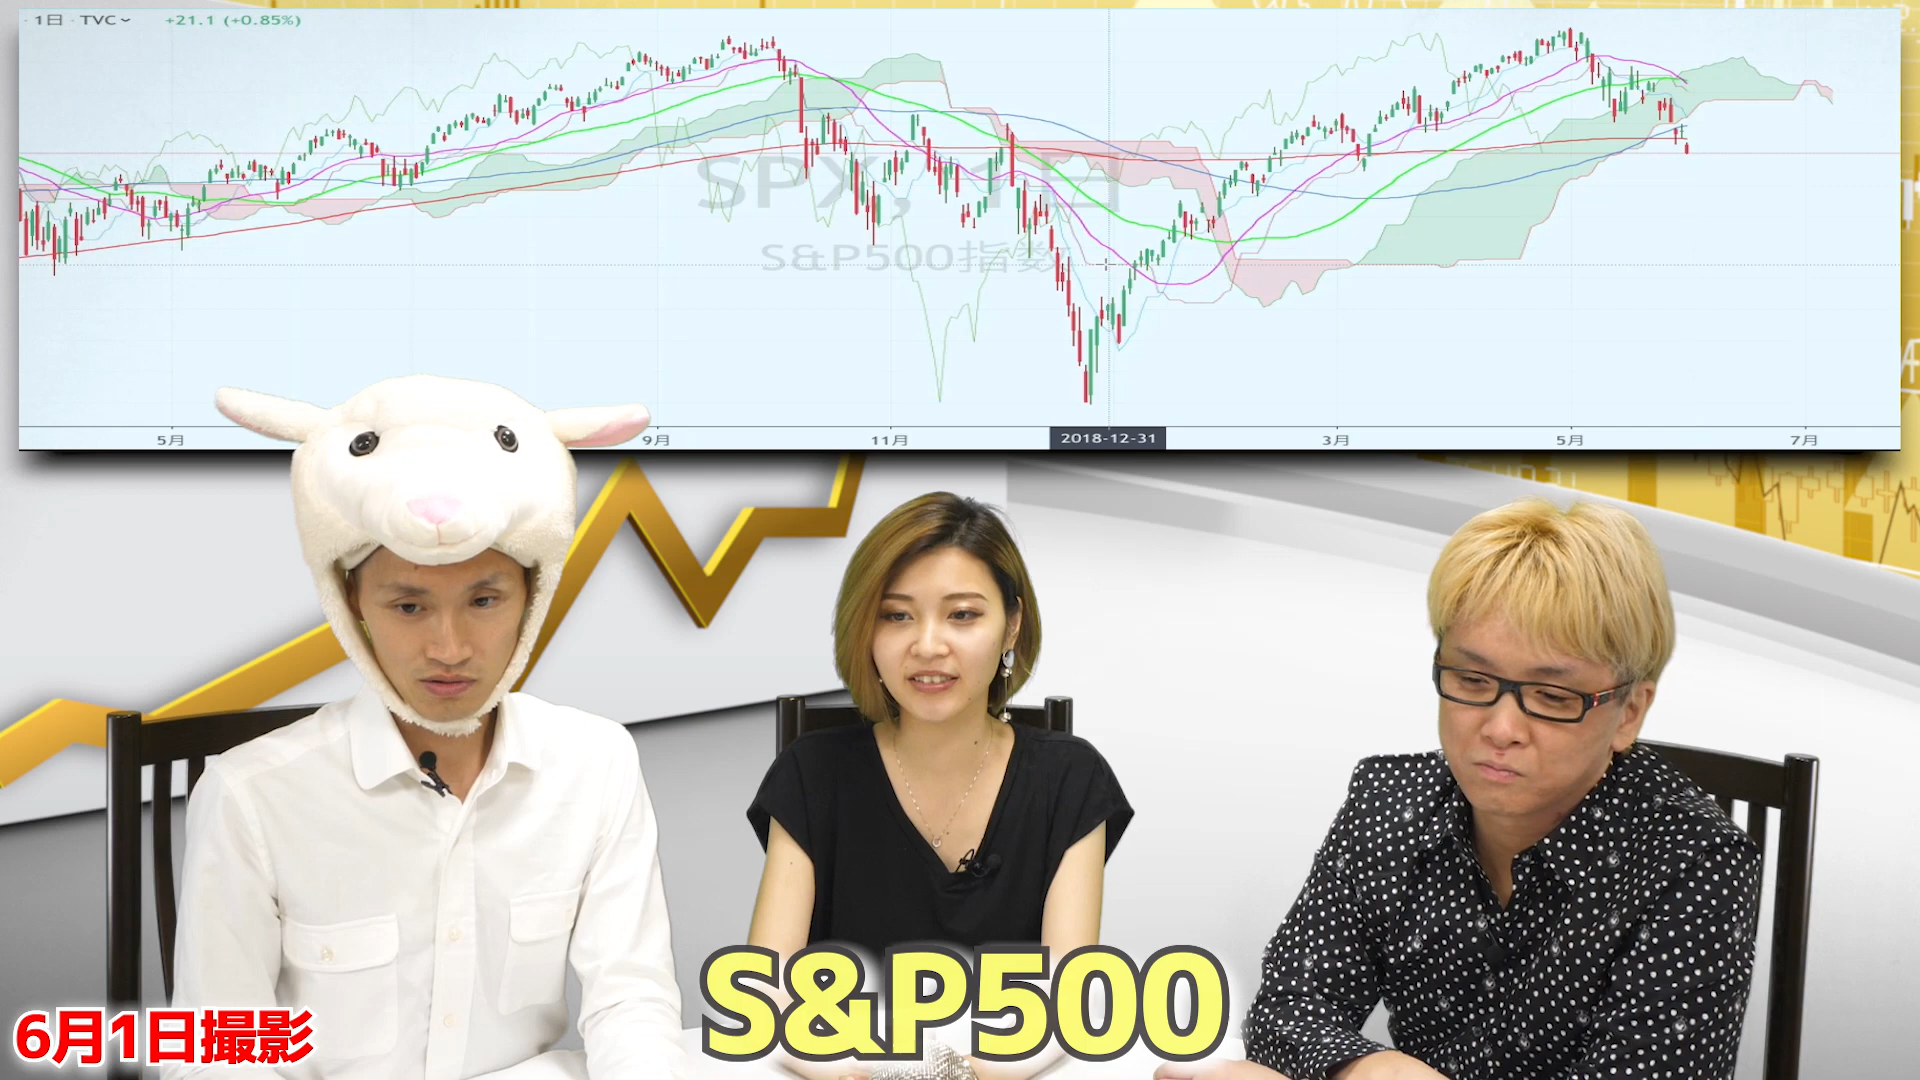 1日 · TVC
+21.1 (+0.85%)
SPX, 1日
S&P500指数
5月
9月
11月
2018-12-31
3月
5月
7月
S&P500
6月1日撮影